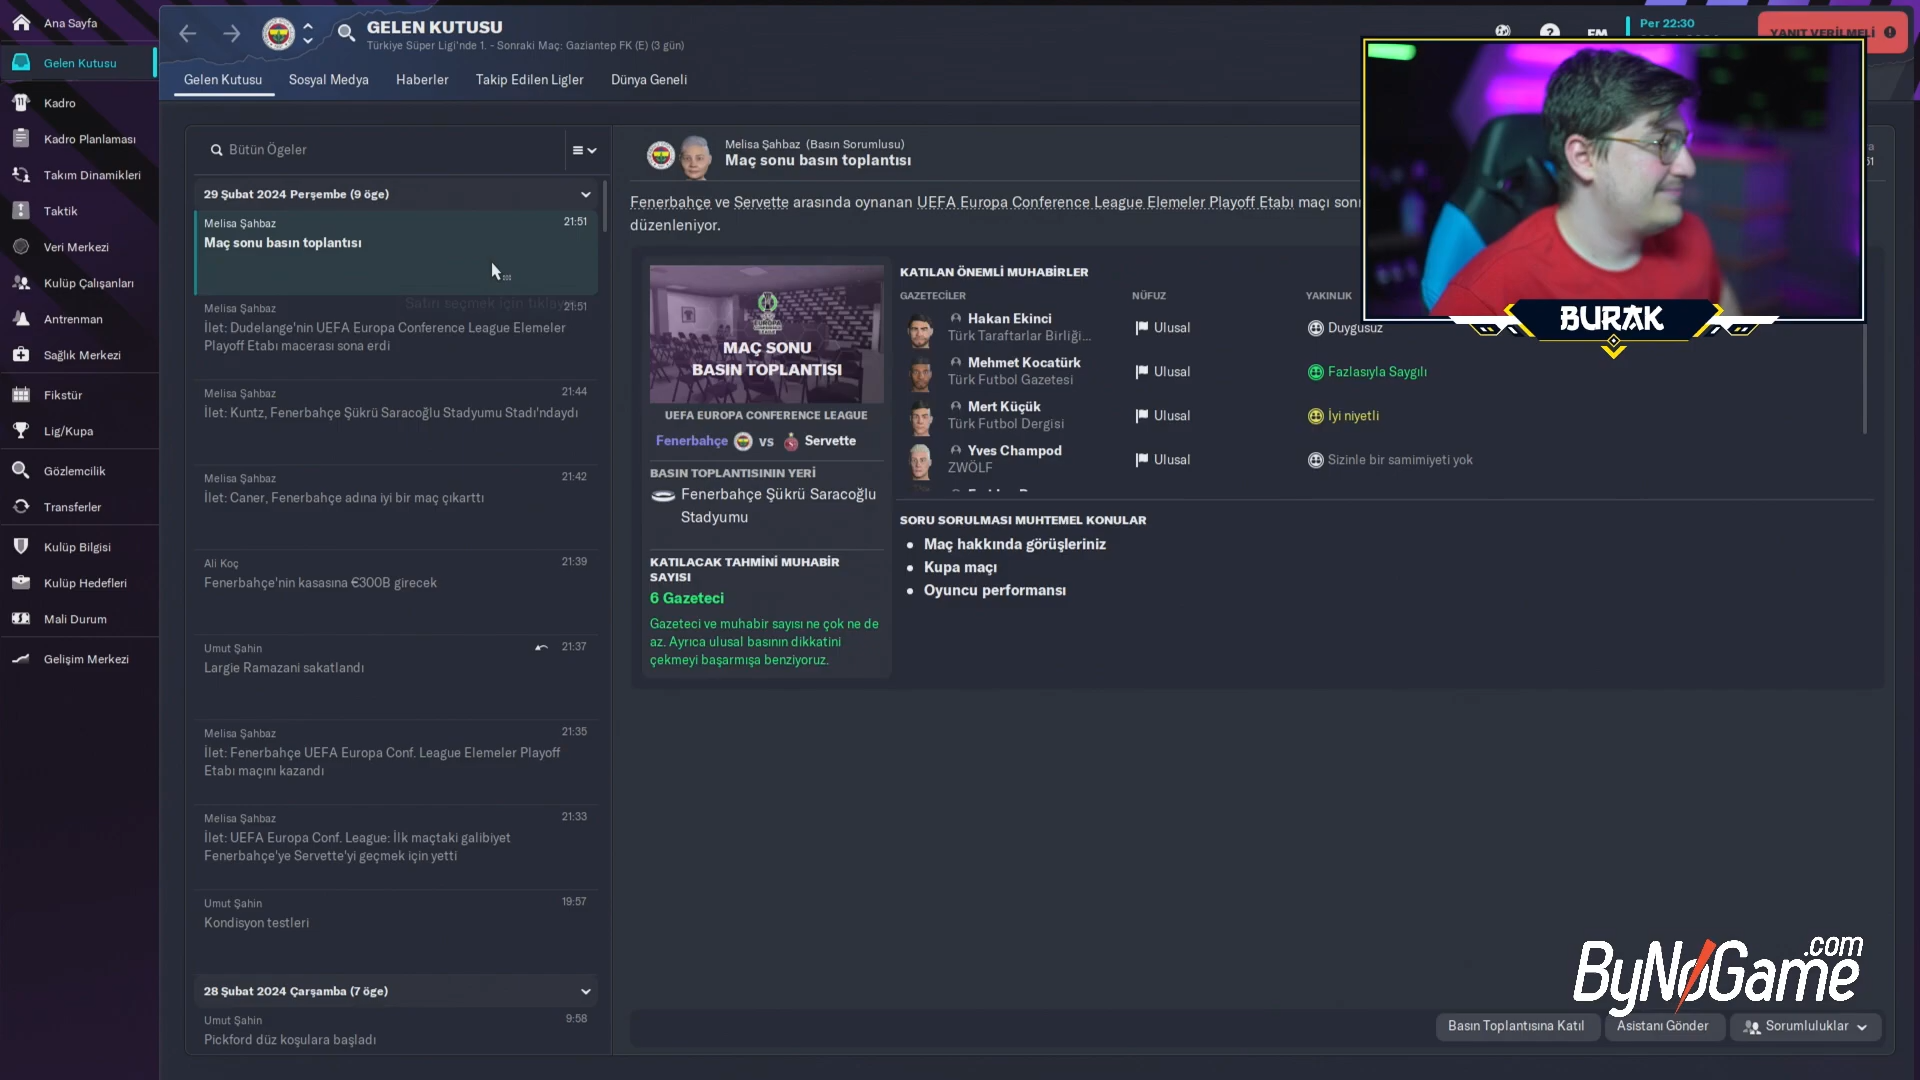 Ana Sayfa
Gelen Kutusu
Kadro
Kadro Planlaması
Takım Dinamikleri
Taktik
Veri Merkezi
Kulüp Çalışanları
Antrenman
Sağlık Merkezi
Fikstür
Lig/Kupa
Gözlemcilik
Transferler
Kulüp Bilgisi
Kulüp Hedefleri
Mali Durum
Gelişim Merkezi
GELEN KUTUSU
Türkiye Süper Ligi'nde 1. - Sonraki Maç: Gaziantep FK (E) (3 gün)
FM
Per 22:30
YANIT VERİLMELİ
Gelen Kutusu
Sosyal Medya
Haberler
Takip Edilen Ligler
Dünya Geneli
Bütün Ögeler
29 Şubat 2024 Perşembe (9 öge)
Melisa Şahbaz 21:51
Maç sonu basın toplantısı
Satırı seçmek için tıklayın
Melisa Şahbaz 21:51
İlet: Dudelange'nin UEFA Europa Conference League Elemeler
Playoff Etabı macerası sona erdi
Melisa Şahbaz 21:44
İlet: Kuntz, Fenerbahçe Şükrü Saracoğlu Stadyumu Stadı'ndaydı
Melisa Şahbaz 21:42
İlet: Caner, Fenerbahçe adına iyi bir maç çıkarttı
Ali Koç 21:39
Fenerbahçe'nin kasasına €300B girecek
Umut Şahin 21:37
Largie Ramazani sakatlandı
Melisa Şahbaz 21:35
İlet: Fenerbahçe UEFA Europa Conf. League Elemeler Playoff
Etabı maçını kazandı
Melisa Şahbaz 21:33
İlet: UEFA Europa Conf. League: İlk maçtaki galibiyet
Fenerbahçe'ye Servette'yi geçmek için yetti
Umut Şahin 19:57
Kondisyon testleri
28 Şubat 2024 Çarşamba (7 öge)
Umut Şahin 9:58
Pickford düz koşulara başladı
Melisa Şahbaz (Basın Sorumlusu)
Maç sonu basın toplantısı
Fenerbahçe ve Servette arasında oynanan UEFA Europa Conference League Elemeler Playoff Etabı maçı
düzenleniyor.
MAÇ SONU
BASIN TOPLANTISI
UEFA EUROPA CONFERENCE LEAGUE
Fenerbahçe vs Servette
BASIN TOPLANTISININ YERİ
Fenerbahçe Şükrü Saracoğlu
Stadyumu
KATILACAK TAHMİNİ MUHABİR
SAYISI
6 Gazeteci
Gazeteci ve muhabir sayısı ne çok ne de
az. Ayrıca ulusal basının dikkatini
çekmeyi başarmışa benziyoruz.
KATILAN ÖNEMLİ MUHABİRLER
GAZETECİLER NÜFUZ YAKINLIK
Hakan Ekinci
Türk Taraftarlar Birliği...
Ulusal
Duygusuz
Mehmet Kocatürk
Türk Futbol Gazetesi
Ulusal
Fazlasıyla Saygılı
Mert Küçük
Türk Futbol Dergisi
Ulusal
İyi niyetli
Yves Champod
ZWÖLF
Ulusal
Sizinle bir samimiyeti yok
SORU SORULMASI MUHTEMEL KONULAR
Maç hakkında görüşleriniz
Kupa maçı
Oyuncu performansı
BURAK
ByNoGame.com
Basın Toplantısına Katıl
Asistanı Gönder
Sorumluluklar